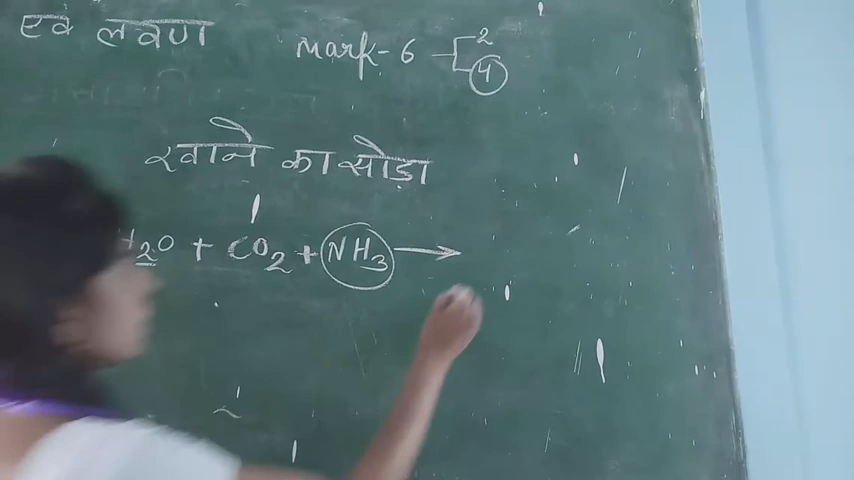 एवं लवण
Mark-6 2
4
खाने का सोड़ा
H2O + CO2 + NH3 →